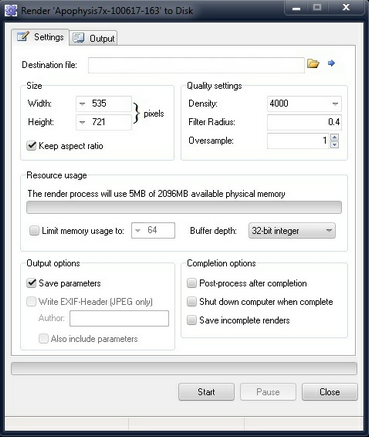 Render 'Apophysis7x-100617-163' to Disk
Settings
Output
Destination file:
Size
Width: 535
Height: 721
pixels
Keep aspect ratio
Quality settings
Density: 4000
Filter Radius: 0.4
Oversample: 1
Resource usage
The render process will use 5MB of 2096MB available physical memory
Limit memory usage to: 64
Buffer depth: 32-bit integer
Output options
Save parameters
Write EXIF-Header (JPEG only)
Author:
Also include parameters
Completion options
Post-process after completion
Shut down computer when complete
Save incomplete renders
Start
Pause
Close